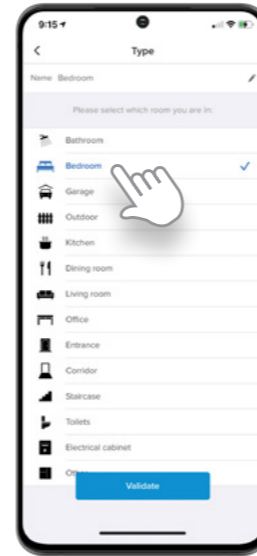 9:15
Type
Name Bedroom
Please select which room you are in:
Bathroom
Bedroom
Garage
Outdoor
Kitchen
Dining room
Living room
Office
Entrance
Corridor
Staircase
Toilets
Electrical cabinet
Validate